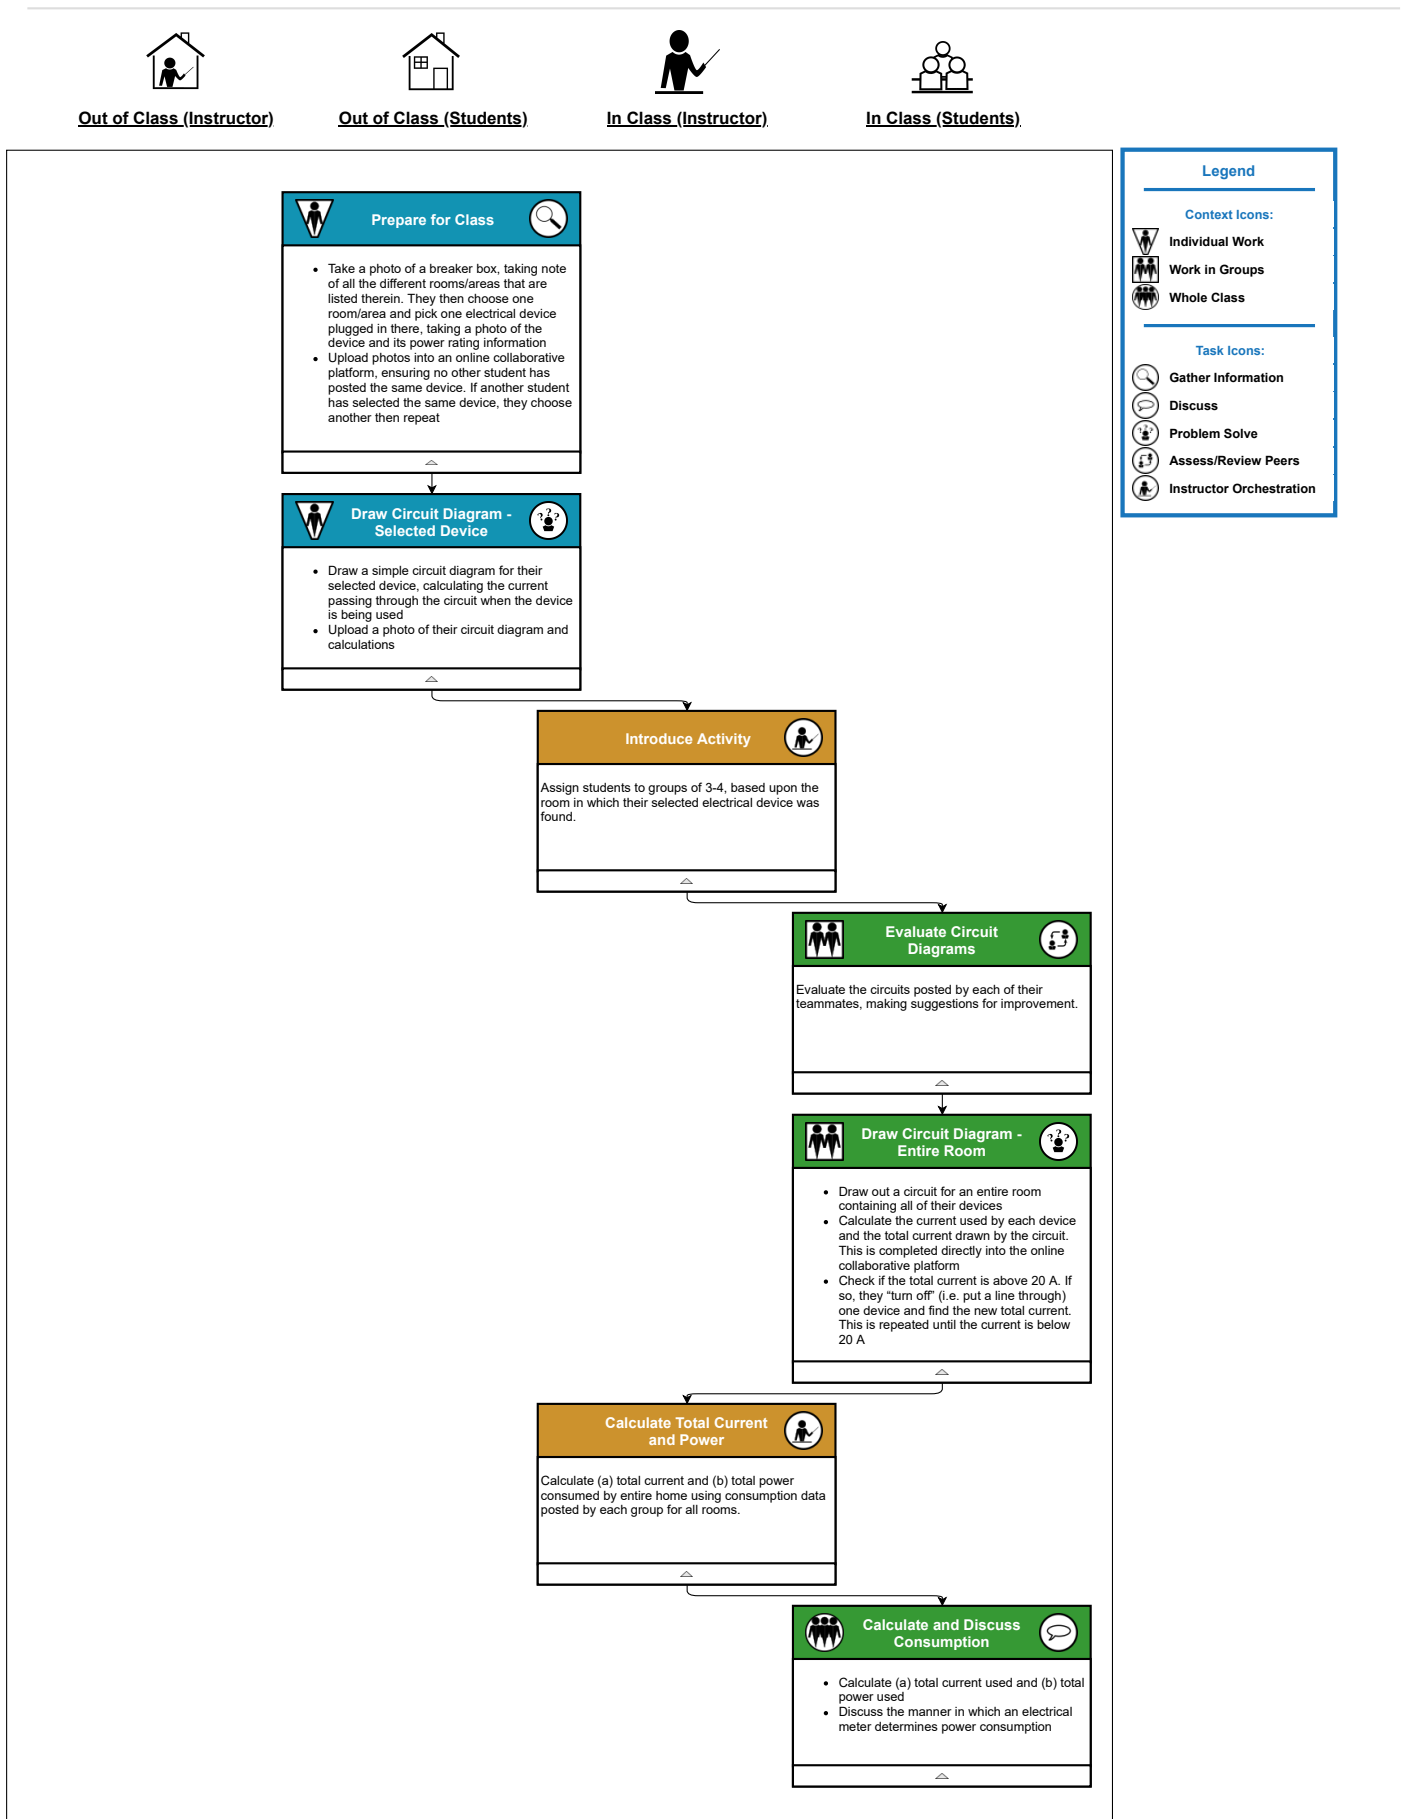 Out of Class (Instructor)
Out of Class (Students)
In Class (Instructor)
In Class (Students)
Legend
Context Icons:
Individual Work
Work in Groups
Whole Class
Task Icons:
Gather Information
Discuss
Problem Solve
Assess/Review Peers
Instructor Orchestration
Prepare for Class
• Take a photo of a breaker box, taking note
of all the different rooms/areas that are
listed therein. They then choose one
room/area and pick one electrical device
plugged in there, taking a photo of the
device and its power rating information
• Upload photos into an online collaborative
platform, ensuring no other student has
posted the same device. If another student
has selected the same device, they choose
another then repeat
Draw Circuit Diagram -
Selected Device
• Draw a simple circuit diagram for their
selected device, calculating the current
passing through the circuit when the device
is being used
• Upload a photo of their circuit diagram and
calculations
Introduce Activity
Assign students to groups of 3-4, based upon the
room in which their selected electrical device was
found.
Evaluate Circuit
Diagrams
Evaluate the circuits posted by each of their
teammates, making suggestions for improvement.
Draw Circuit Diagram -
Entire Room
• Draw out a circuit for an entire room
containing all of their devices
• Calculate the current used by each device
and the total current drawn by the circuit.
This is completed directly into the online
collaborative platform
• Check if the total current is above 20 A. If
so, they “turn off” (i.e. put a line through)
one device and find the new total current.
This is repeated until the current is below
20 A
Calculate Total Current
and Power
Calculate (a) total current and (b) total power
consumed by entire home using consumption data
posted by each group for all rooms.
Calculate and Discuss
Consumption
• Calculate (a) total current used and (b) total
power used
• Discuss the manner in which an electrical
meter determines power consumption